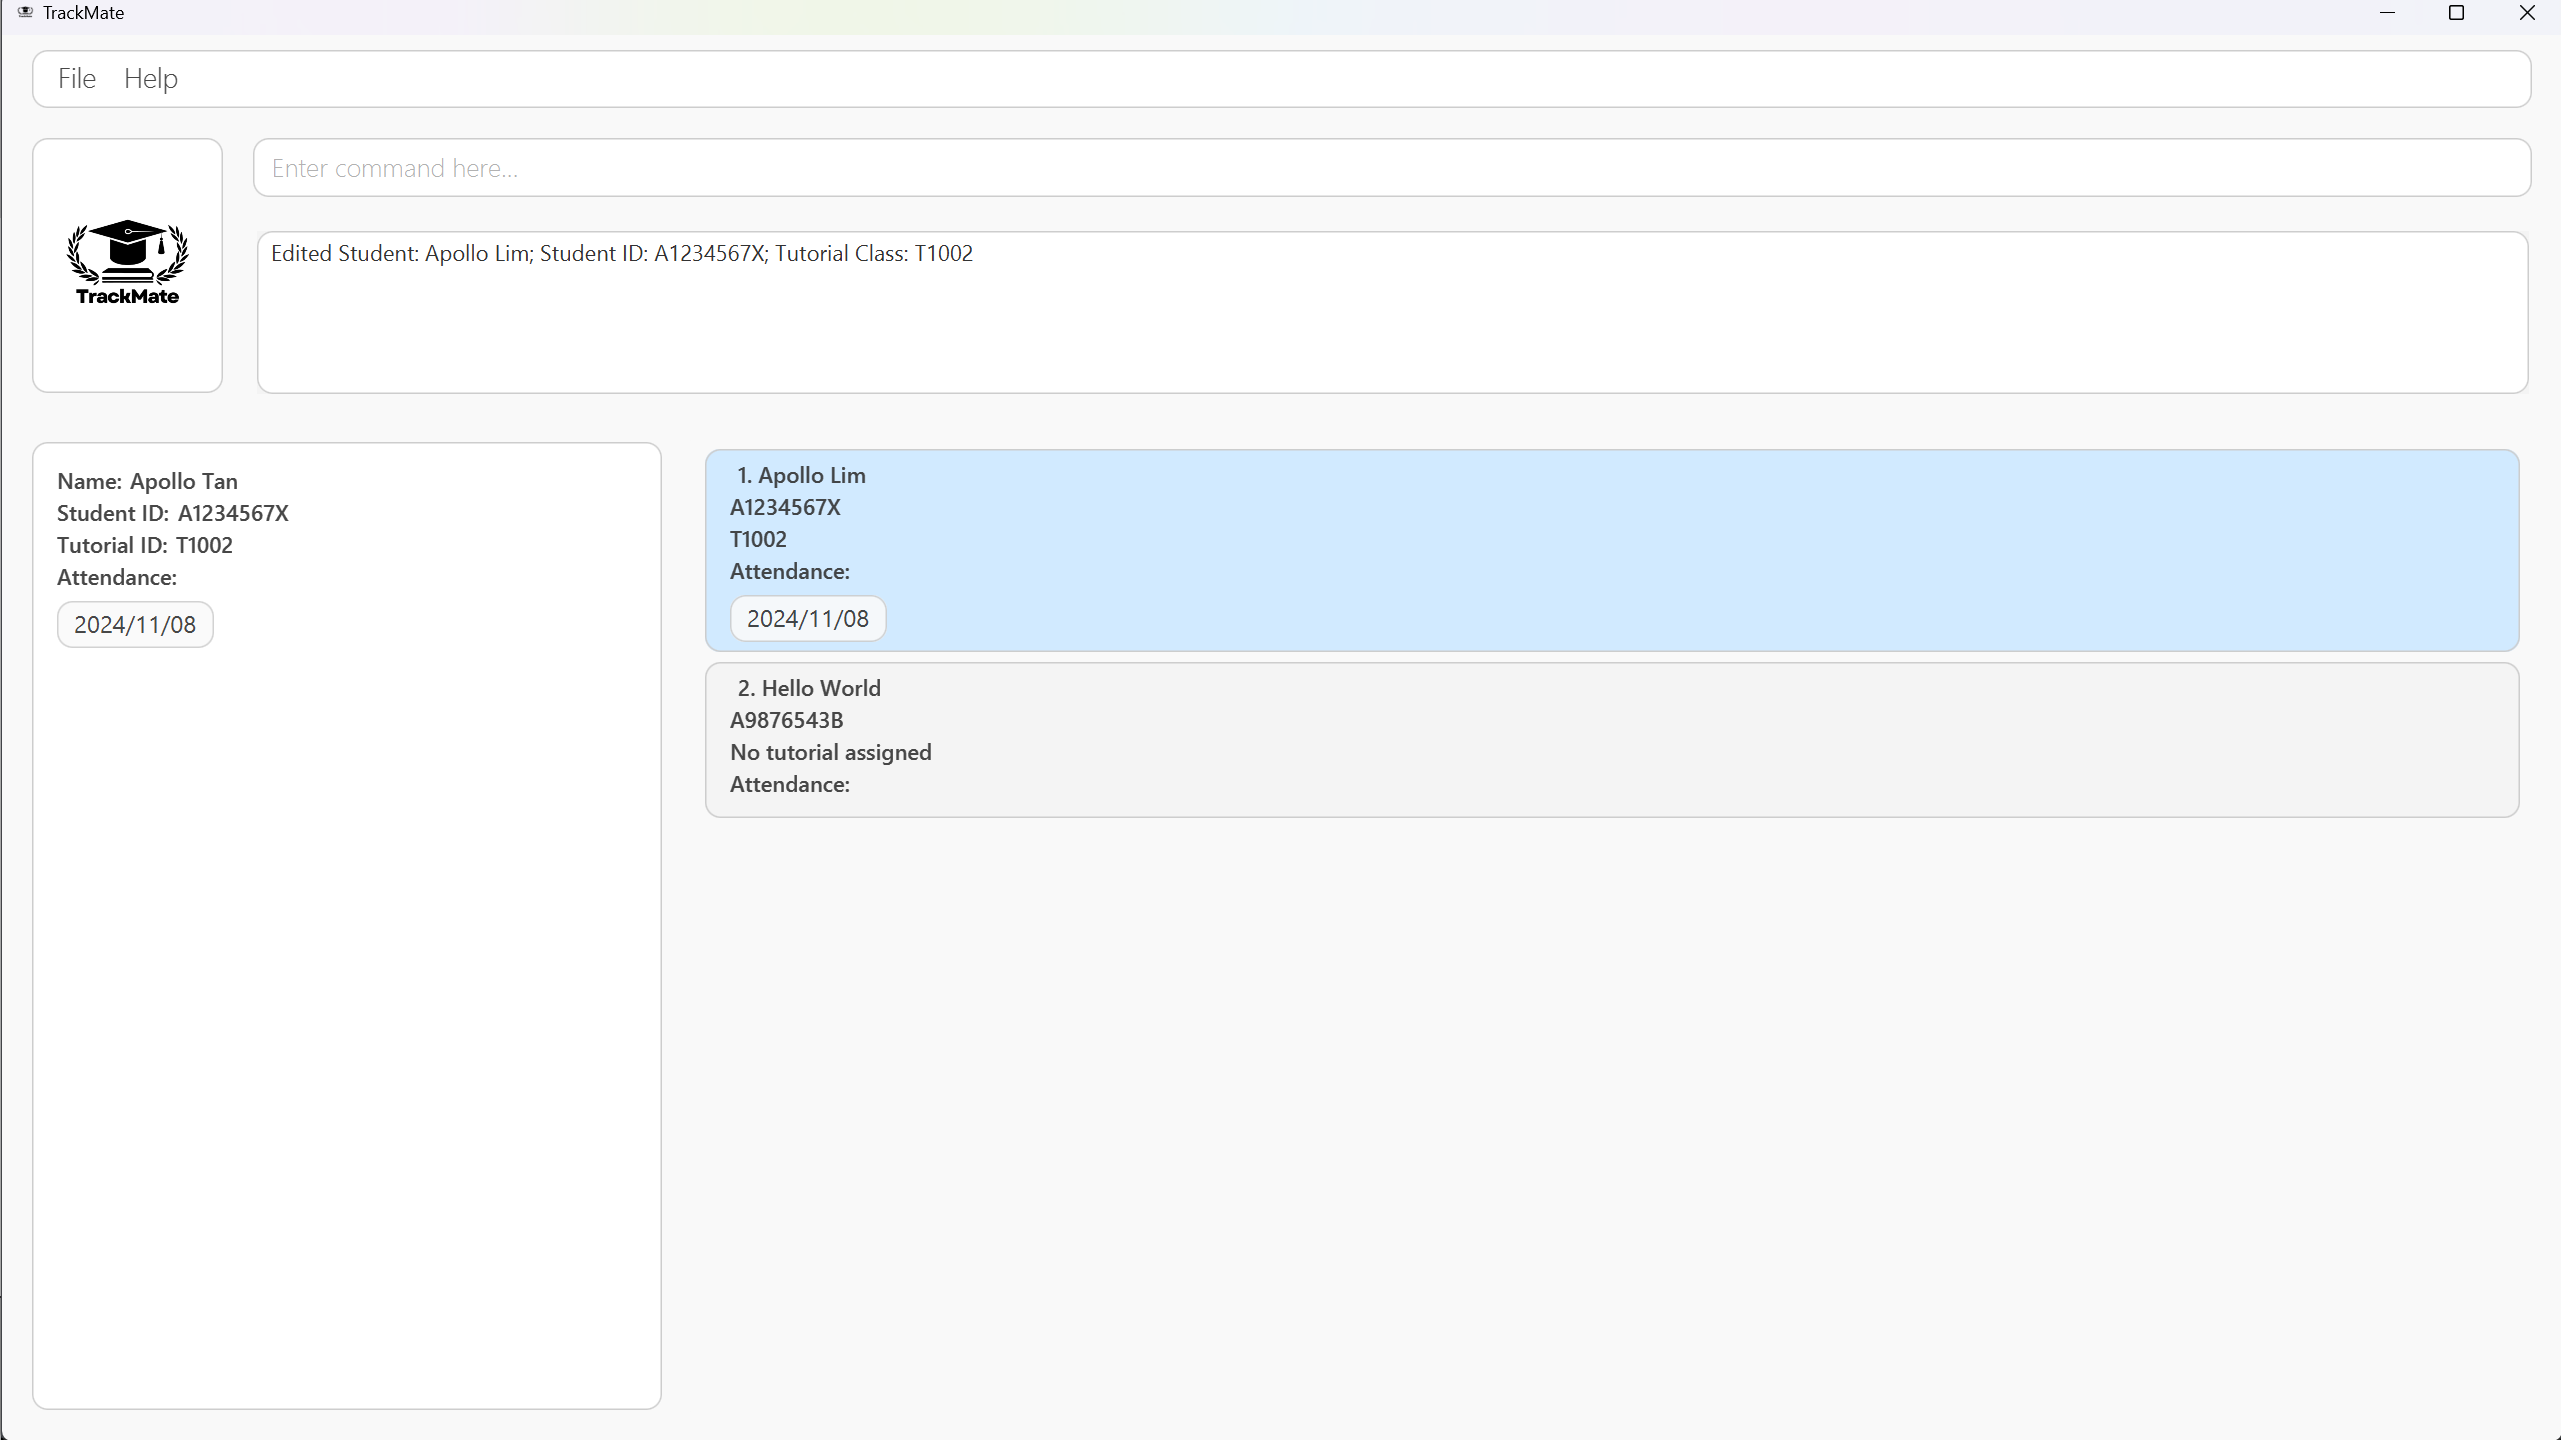 TrackMate
File Help
Enter command here...
TrackMate
Edited Student: Apollo Lim; Student ID: A1234567X; Tutorial Class: T1002
Name: Apollo Tan
Student ID: A1234567X
Tutorial ID: T1002
Attendance:
2024/11/08
1. Apollo Lim
A1234567X
T1002
Attendance:
2024/11/08
2. Hello World
A9876543B
No tutorial assigned
Attendance: